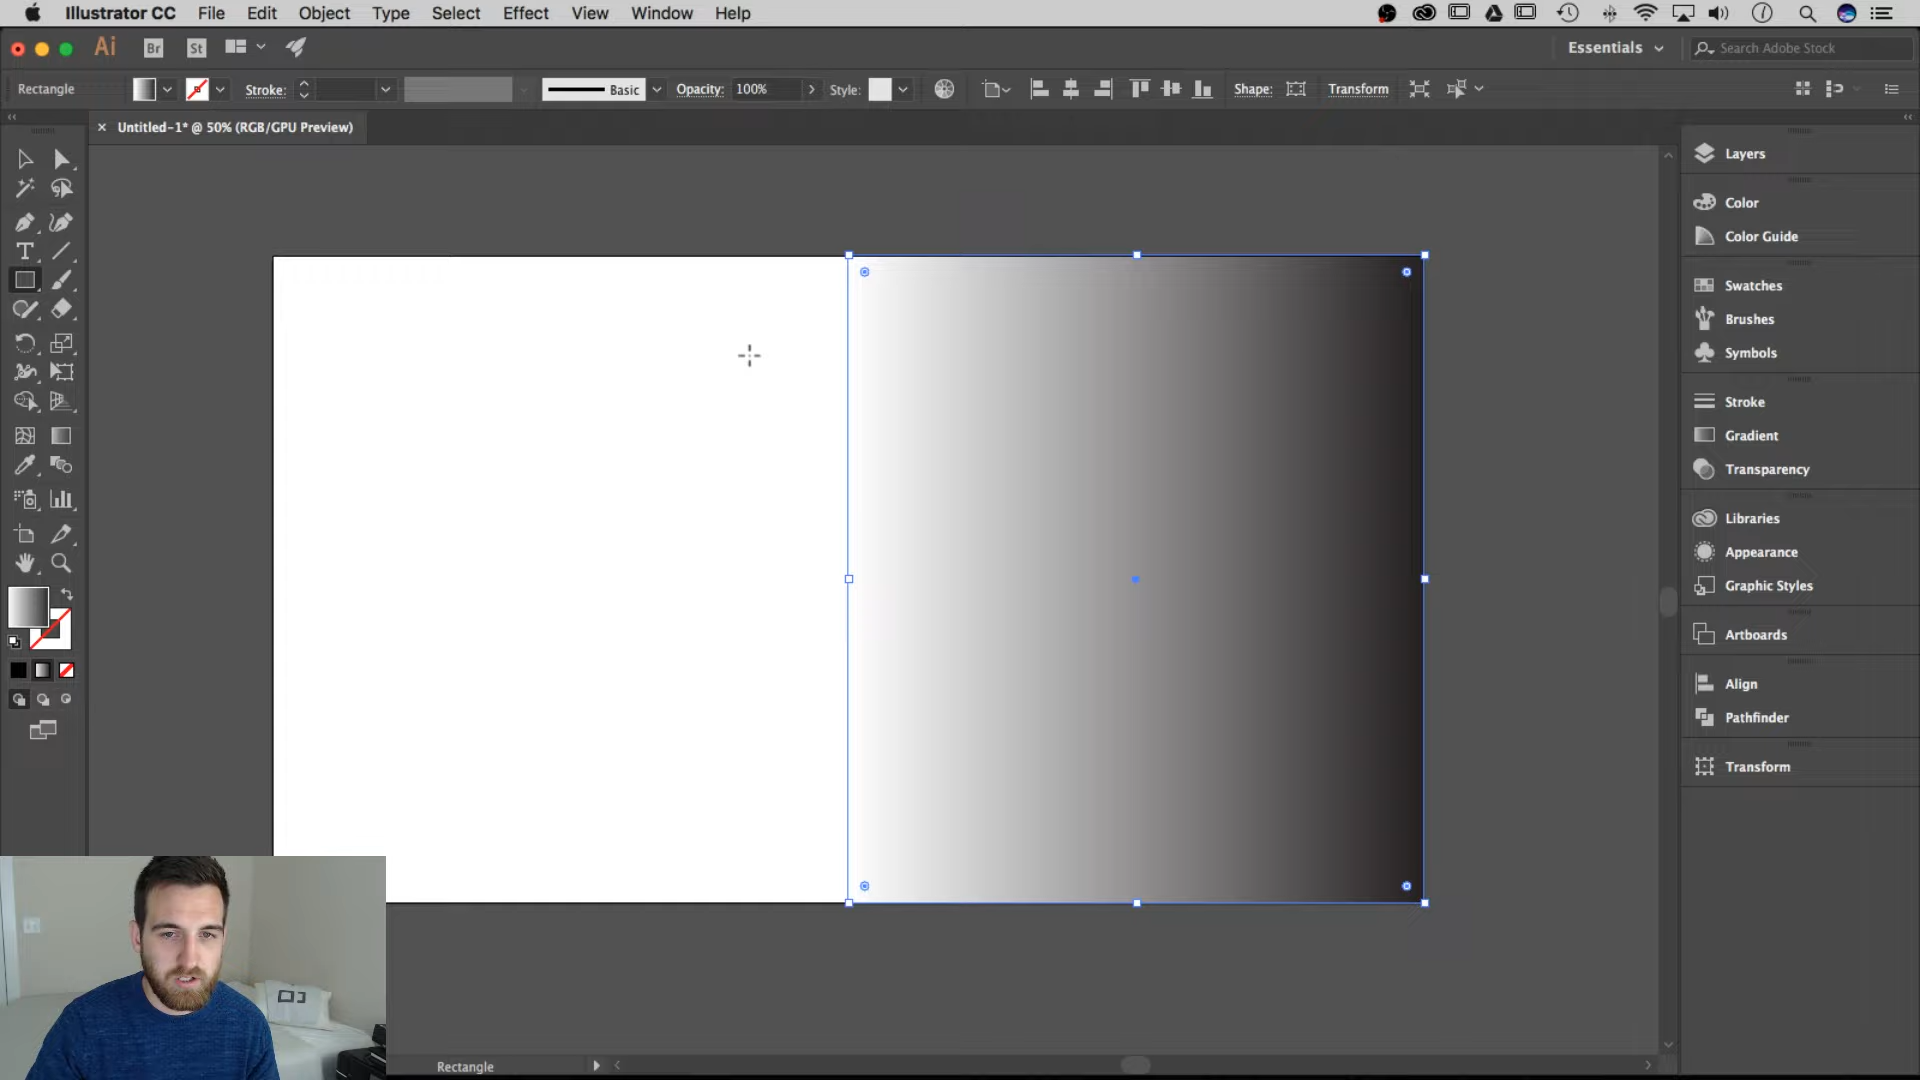 Illustrator CC File Edit Object Type Select Effect View Window Help
Ai Br St Essentials Search Adobe Stock
Rectangle Stroke: Basic Opacity: 100% Style: Shape: Transform
× Untitled-1* @ 50% (RGB/GPU Preview)
Layers
Color
Color Guide
Swatches
Brushes
Symbols
Stroke
Gradient
Transparency
Libraries
Appearance
Graphic Styles
Artboards
Align
Pathfinder
Transform
Rectangle